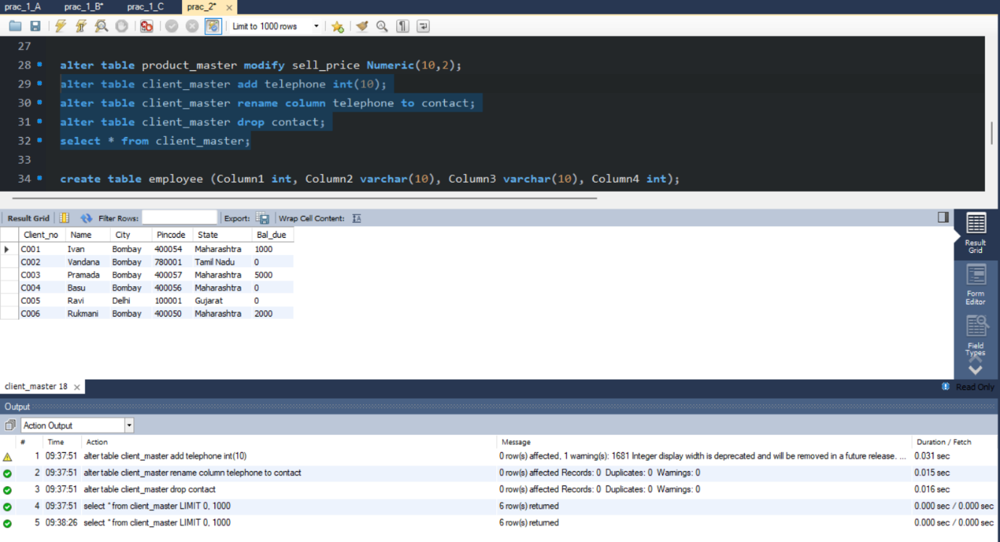 prac_1_A prac_1_B* prac_1_C prac_2*
Limit to 1000 rows
27
28 alter table product_master modify sell_price Numeric(10,2);
29 alter table client_master add telephone int(10);
30 alter table client_master rename column telephone to contact;
31 alter table client_master drop contact;
32 select * from client_master;
33
34 create table employee (Column1 int, Column2 varchar(10), Column3 varchar(10), Column4 int);
Result Grid Filter Rows: Export: Wrap Cell Content: IA
Client_no Name City Pincode State Bal_due
C001 Ivan Bombay 400054 Maharashtra 1000
C002 Vandana Bombay 780001 Tamil Nadu 0
C003 Pramada Bombay 400057 Maharashtra 5000
C004 Basu Bombay 400056 Maharashtra 0
C005 Ravi Delhi 100001 Gujarat 0
C006 Rukmani Bombay 400050 Maharashtra 2000
Result
Grid
Form
Editor
Field
Types
client_master 18 Read Only
Output
Action Output
# Time Action Message Duration / Fetch
1 09:37:51 alter table client_master add telephone int(10) 0 row(s) affected, 1 warning(s): 1681 Integer display width is deprecated and will be removed in a future release. ... 0.031 sec
2 09:37:51 alter table client_master rename column telephone to contact 0 row(s) affected Records: 0 Duplicates: 0 Warnings: 0 0.015 sec
3 09:37:51 alter table client_master drop contact 0 row(s) affected Records: 0 Duplicates: 0 Warnings: 0 0.016 sec
4 09:37:51 select * from client_master LIMIT 0, 1000 6 row(s) returned 0.000 sec / 0.000 sec
5 09:38:26 select * from client_master LIMIT 0, 1000 6 row(s) returned 0.000 sec / 0.000 sec